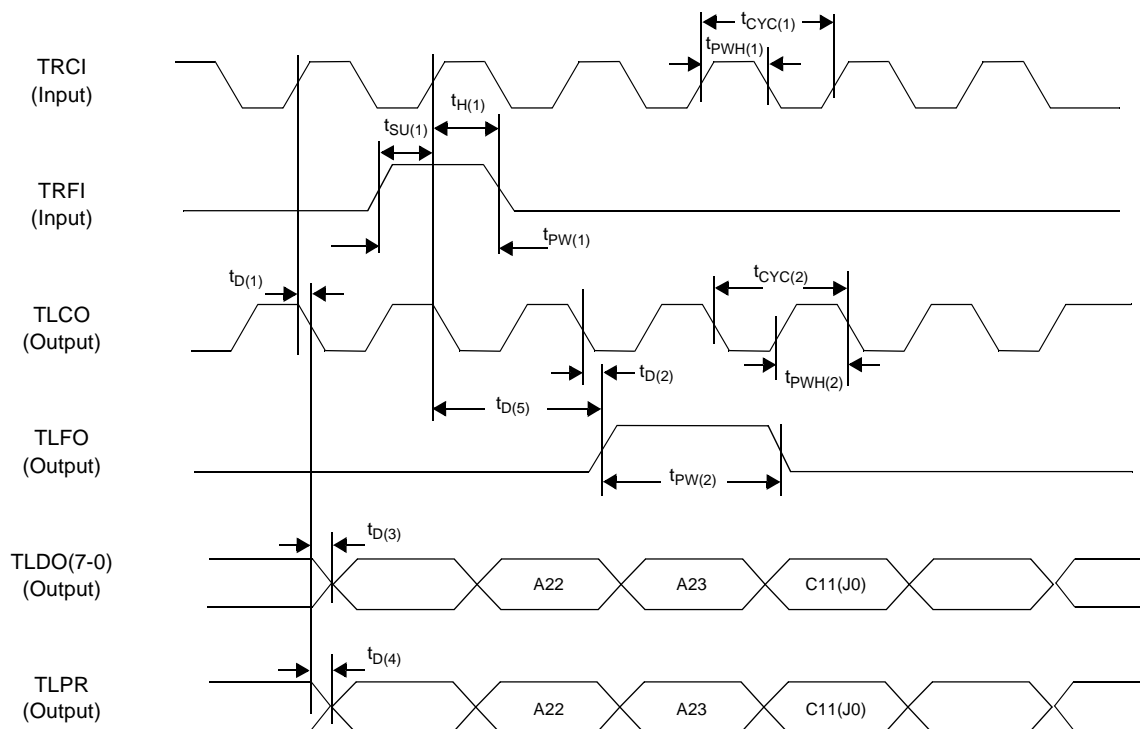 tCYC(1)
tPWH(1)
TRCI
(Input)
tH(1)
tSU(1)
TRFI
(Input)
tPW(1)
tD(1)
tCYC(2)
TLCO
(Output)
tD(2)
tPWH(2)
tD(5)
TLFO
(Output)
tPW(2)
tD(3)
TLDO(7-0)
(Output)
A22 A23 C11(J0)
tD(4)
TLPR
(Output)
A22 A23 C11(J0)